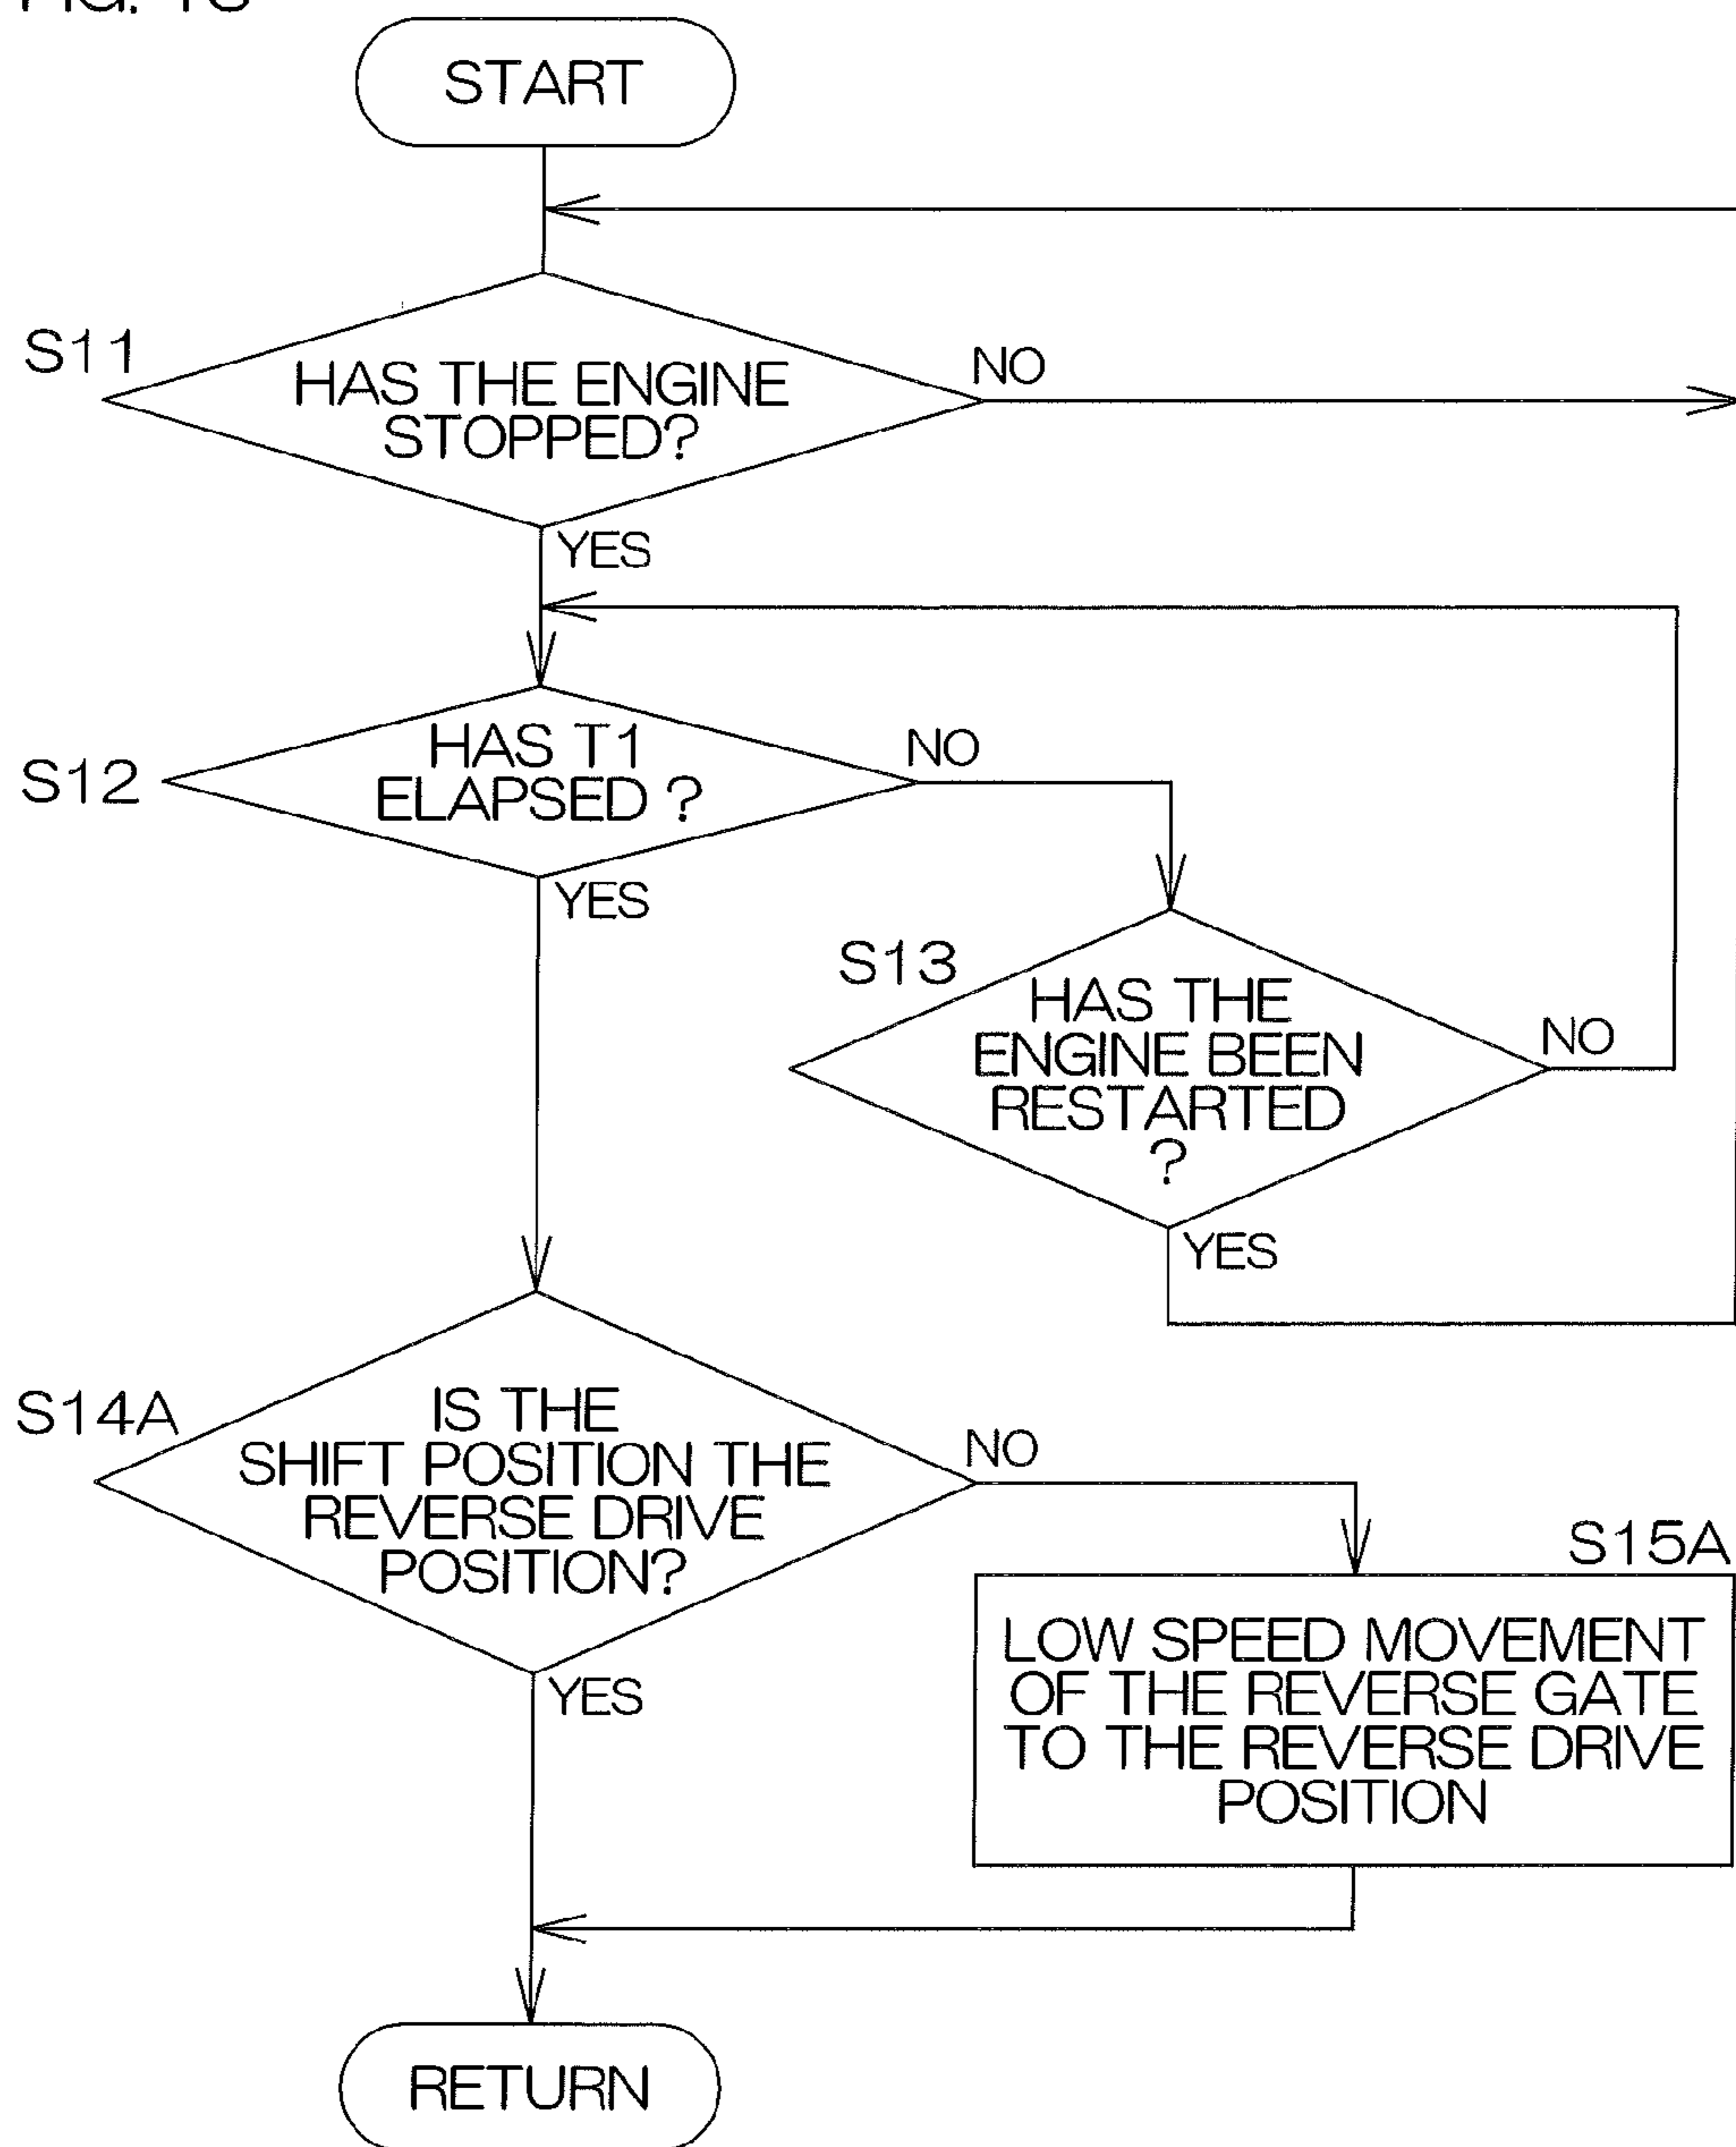 START
S11
HAS THE ENGINE
STOPPED?
NO
YES
S12
HAS T1
ELAPSED ?
NO
YES
S13
HAS THE
ENGINE BEEN
RESTARTED
?
NO
YES
S14A
IS THE
SHIFT POSITION THE
REVERSE DRIVE
POSITION?
NO
YES
S15A
LOW SPEED MOVEMENT
OF THE REVERSE GATE
TO THE REVERSE DRIVE
POSITION
RETURN